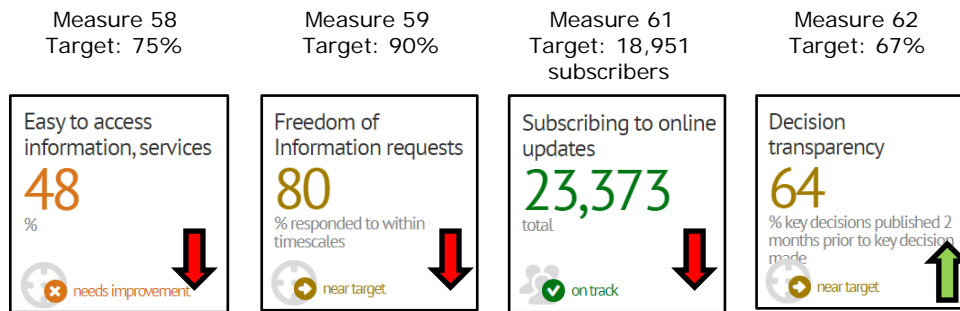 Measure 58
Target: 75%
Measure 59
Target: 90%
Measure 61
Target: 18,951
subscribers
Measure 62
Target: 67%
Easy to access
information, services
48
%
needs improvement
Freedom of
Information requests
80
% responded to within
timescales
near target
Subscribing to online
updates
23,373
total
on track
Decision
transparency
64
% key decisions published 2
months prior to key decision
made
near target